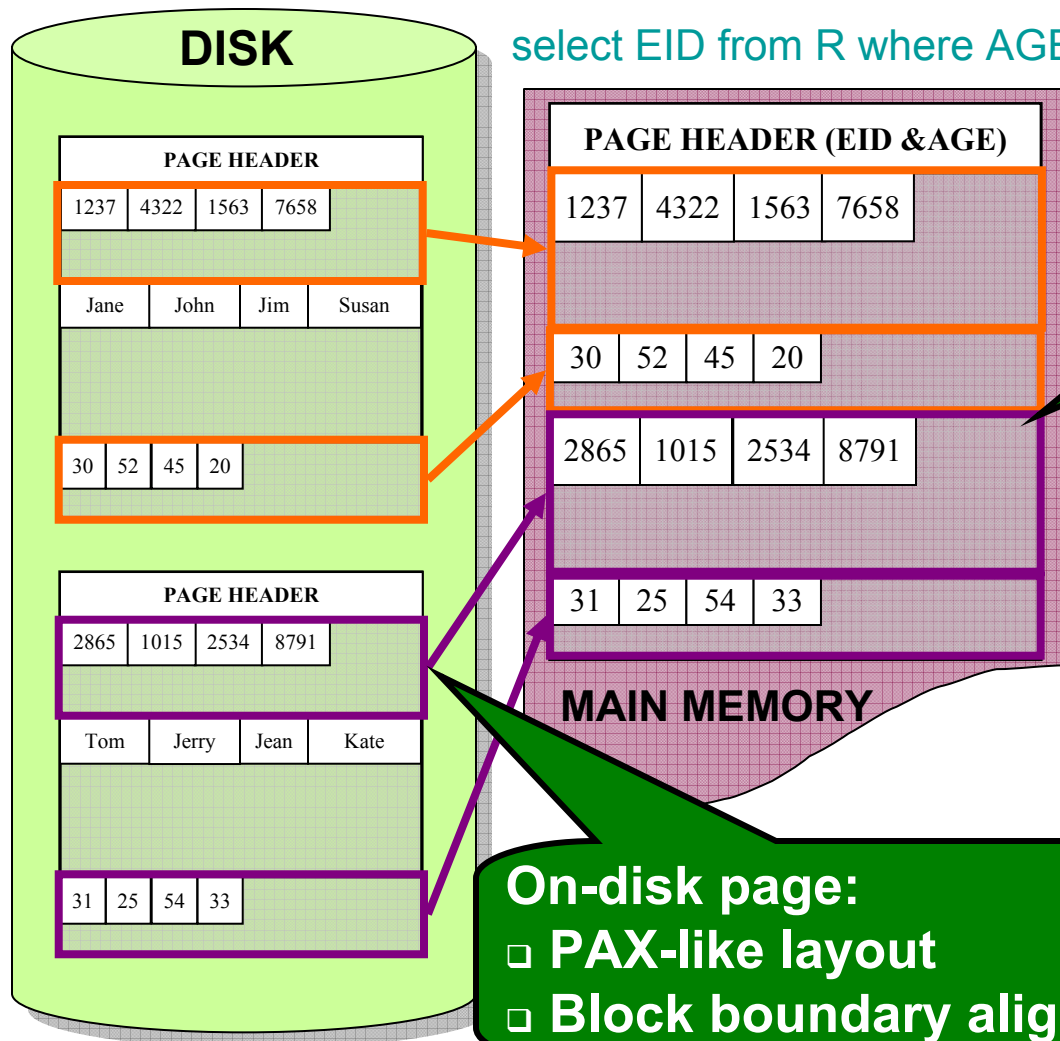 DISK
select EID from R where AGE
PAGE HEADER
1237 4322 1563 7658
Jane John Jim Susan
30 52 45 20
PAGE HEADER
2865 1015 2534 8791
Tom Jerry Jean Kate
31 25 54 33
PAGE HEADER (EID &AGE)
1237 4322 1563 7658
30 52 45 20
2865 1015 2534 8791
31 25 54 33
MAIN MEMORY
On-disk page:
❑ PAX-like layout
❑ Block boundary alig